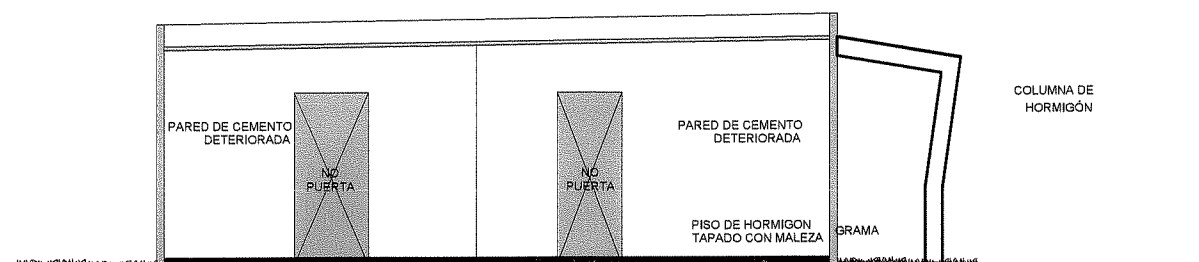 COLUMNA DE
HORMIGÓN
PARED DE CEMENTO
DETERIORADA
PARED DE CEMENTO
DETERIORADA
NO
PUERTA
NO
PUERTA
PISO DE HORMIGON
TAPADO CON MALEZA
GRAMA